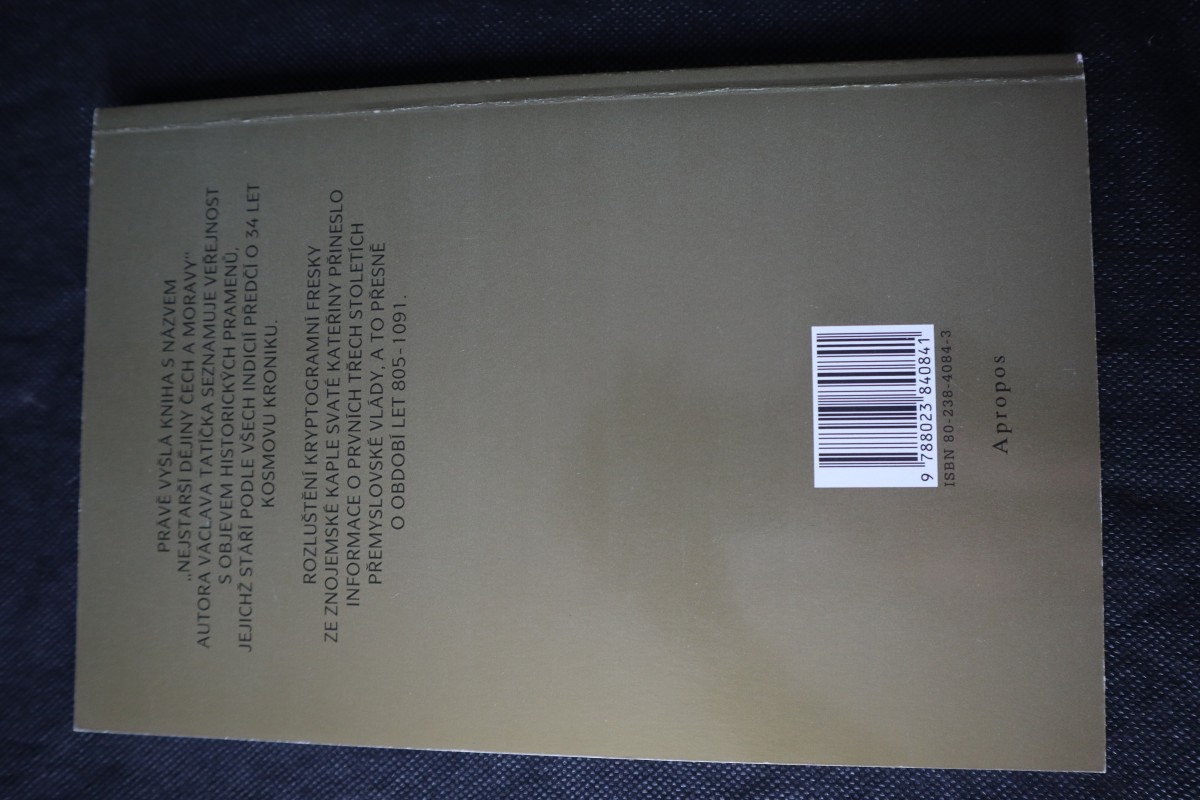 PRÁVĚ VYŠLA KNIHA S NÁZVEM
„NEJSTARŠÍ DĚJINY ČECH A MORAVY“
AUTORA VÁCLAVA TATÍČKA SEZNAMUJE VEŘEJNOST
S OBJEVEM HISTORICKÝCH PRAMENŮ,
JEJICHŽ STÁŘÍ PODLE VŠECH INDICIÍ PŘEDČÍ O 34 LET
KOSMOVU KRONIKU.
ROZLUŠTĚNÍ KRYPTOGRAMNÍ FRESKY
ZE ZNOJEMSKÉ KAPLE SVATÉ KATEŘINY PŘINESLO
INFORMACE O PRVNÍCH TŘECH STOLETÍCH
PŘEMYSLOVSKÉ VLÁDY, A TO PŘESNĚ
O OBDOBÍ LET 805-1091.
9 788023 840841
ISBN 80-238-4084-3
Apropos